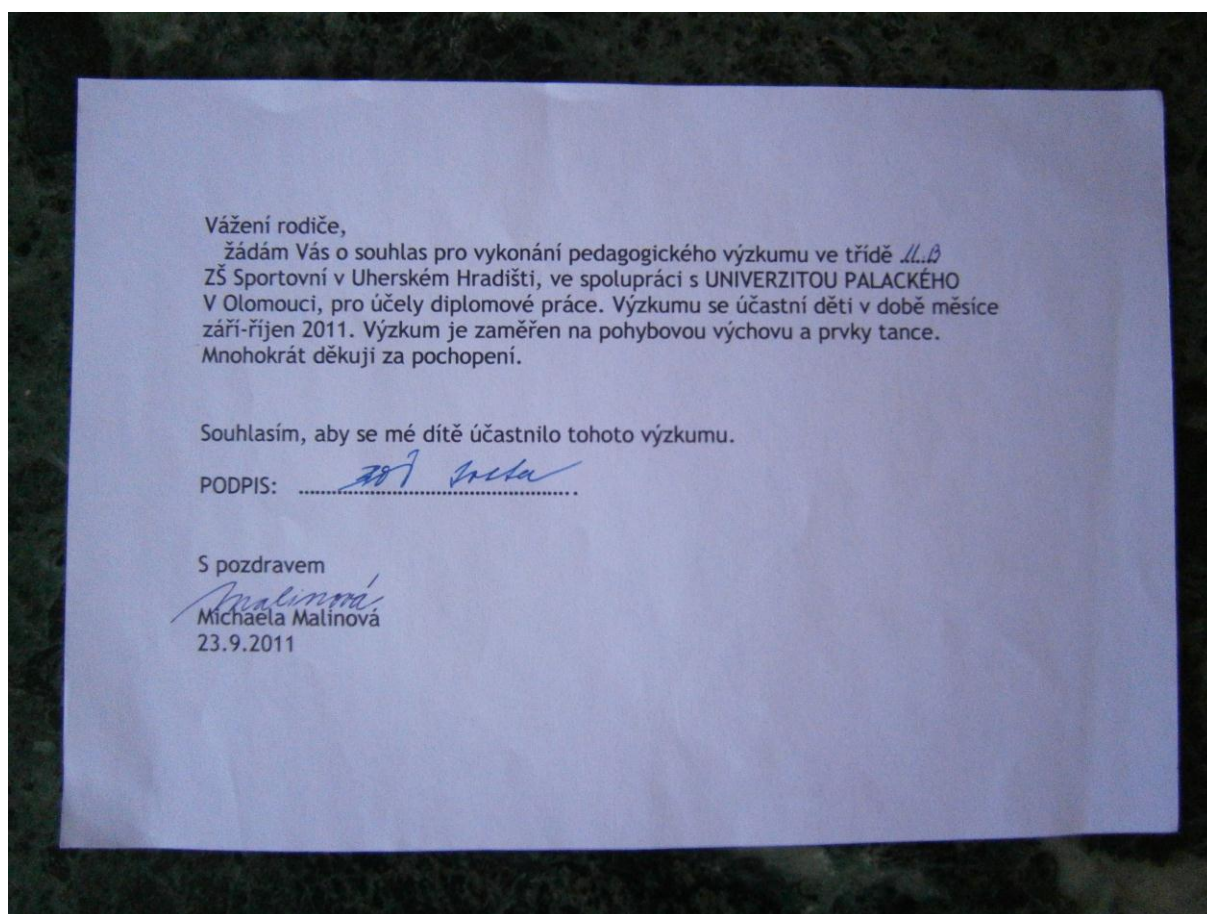 Vážení rodiče,
žádám Vás o souhlas pro vykonání pedagogického výzkumu ve třídě II.B
ZŠ Sportovní v Uherském Hradišti, ve spolupráci s UNIVERZITOU PALACKÉHO
V Olomouci, pro účely diplomové práce. Výzkumu se účastní děti v době měsíce
září-říjen 2011. Výzkum je zaměřen na pohybovou výchovu a prvky tance.
Mnohokrát děkuji za pochopení.
Souhlasím, aby se mé dítě účastnilo tohoto výzkumu.
PODPIS: ...............................................
S pozdravem
Malinová
Michaela Malinová
23.9.2011